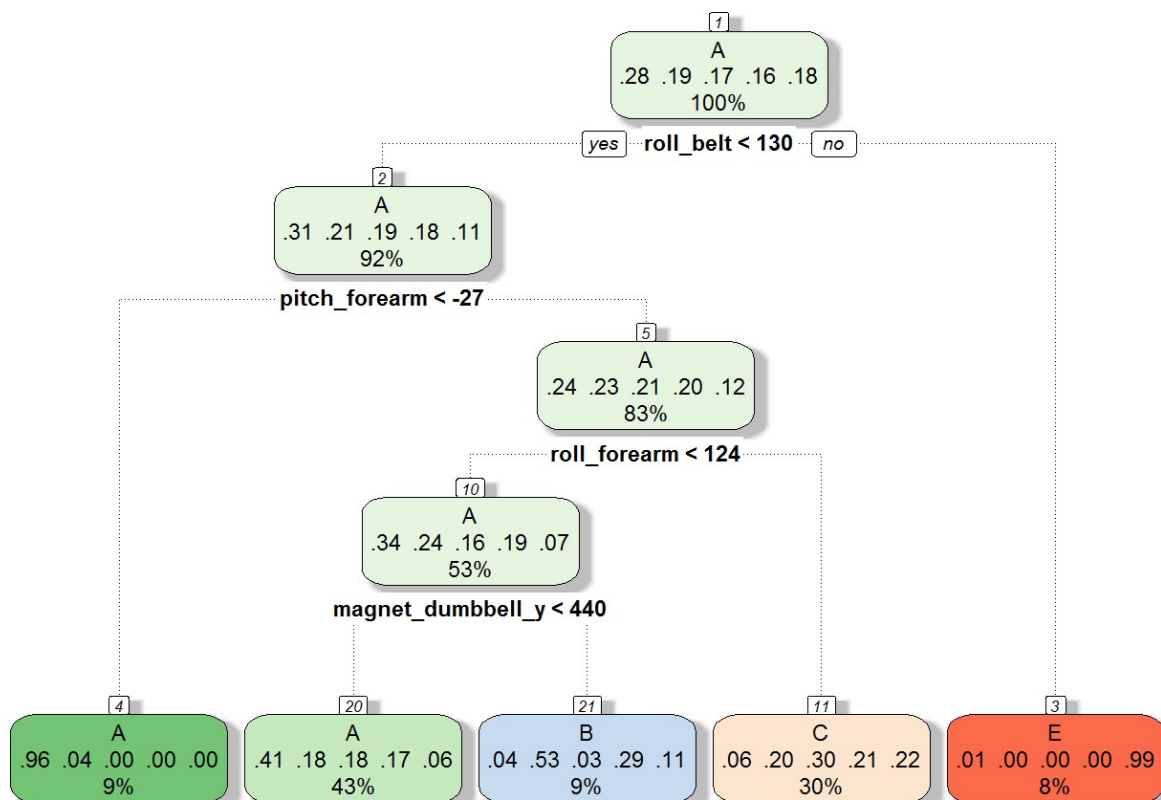 1
A
.28 .19 .17 .16 .18
100%
yes roll_belt < 130 no
2
A
.31 .21 .19 .18 .11
92%
pitch_forearm < -27
5
A
.24 .23 .21 .20 .12
83%
roll_forearm < 124
10
A
.34 .24 .16 .19 .07
53%
magnet_dumbbell_y < 440
4
A
.96 .04 .00 .00 .00
9%
20
A
.41 .18 .18 .17 .06
43%
21
B
.04 .53 .03 .29 .11
9%
11
C
.06 .20 .30 .21 .22
30%
3
E
.01 .00 .00 .00 .99
8%